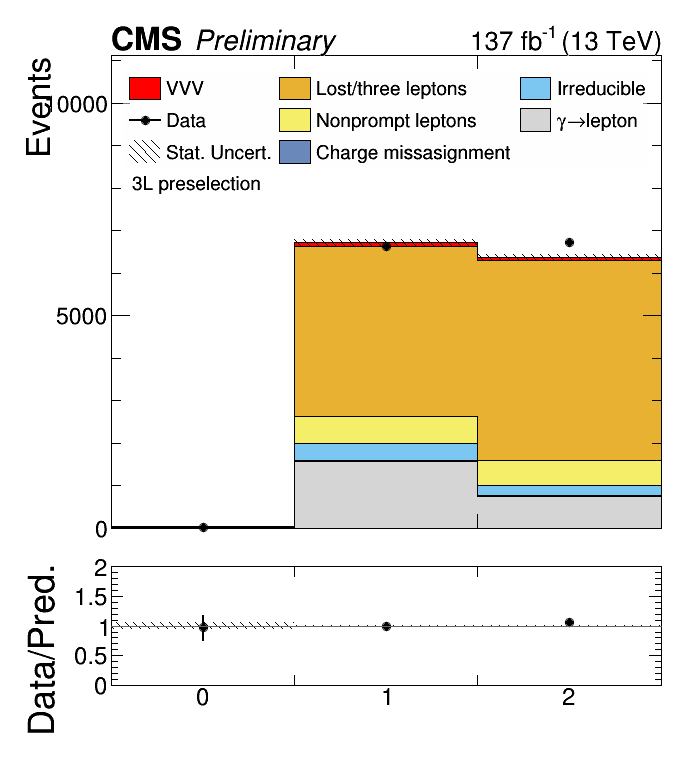 CMS Preliminary 137 fb⁻¹ (13 TeV)
Events
10000
5000
0
VVV
Lost/three leptons
Irreducible
Data
Nonprompt leptons
γ→lepton
Stat. Uncert.
Charge missasignment
3L preselection
Data/Pred.
2
1.5
1
0.5
0
0 1 2